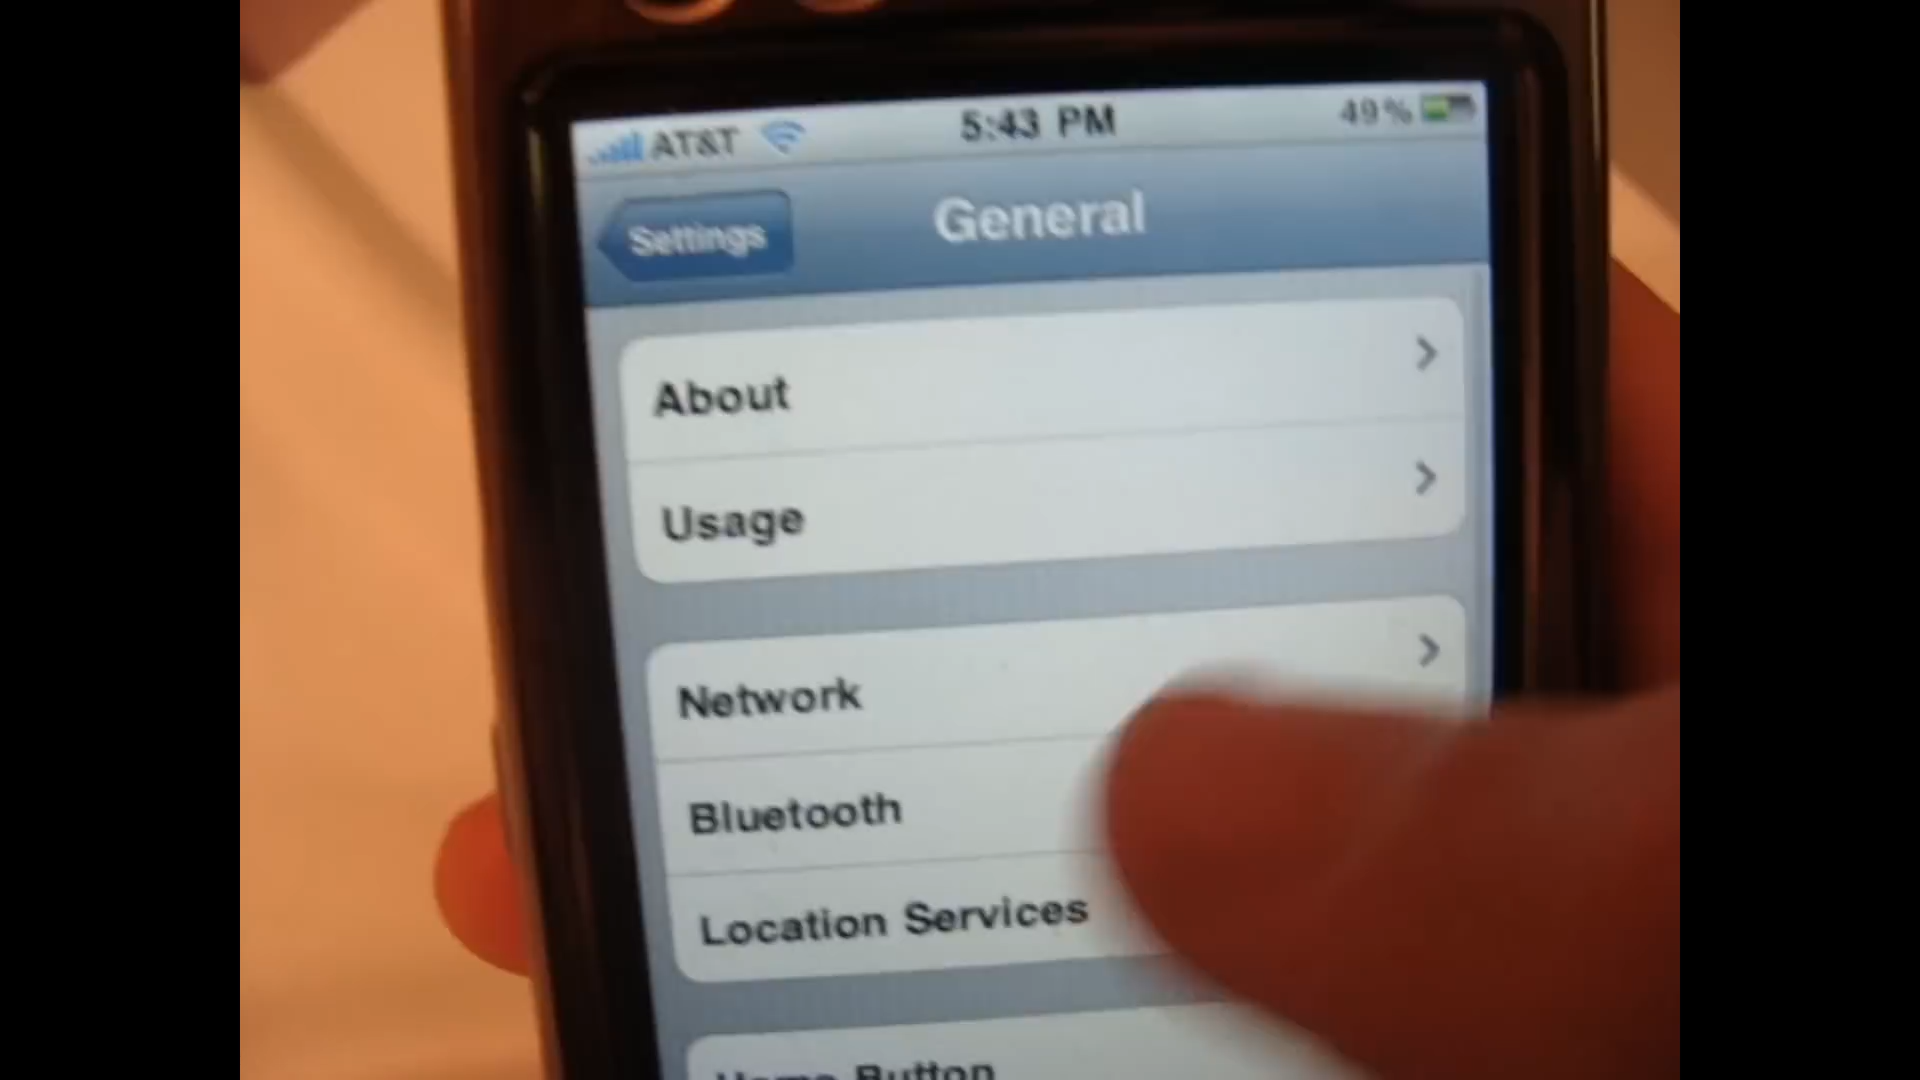 AT&T 5:43 PM 49%
Settings General
About
Usage
Network
Bluetooth
Location Services
Home Button